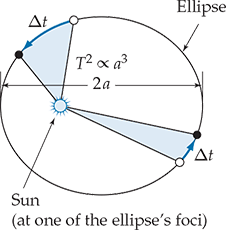 Ellipse
Δt
T² ∝ a³
2a
Δt
Sun
(at one of the ellipse's foci)